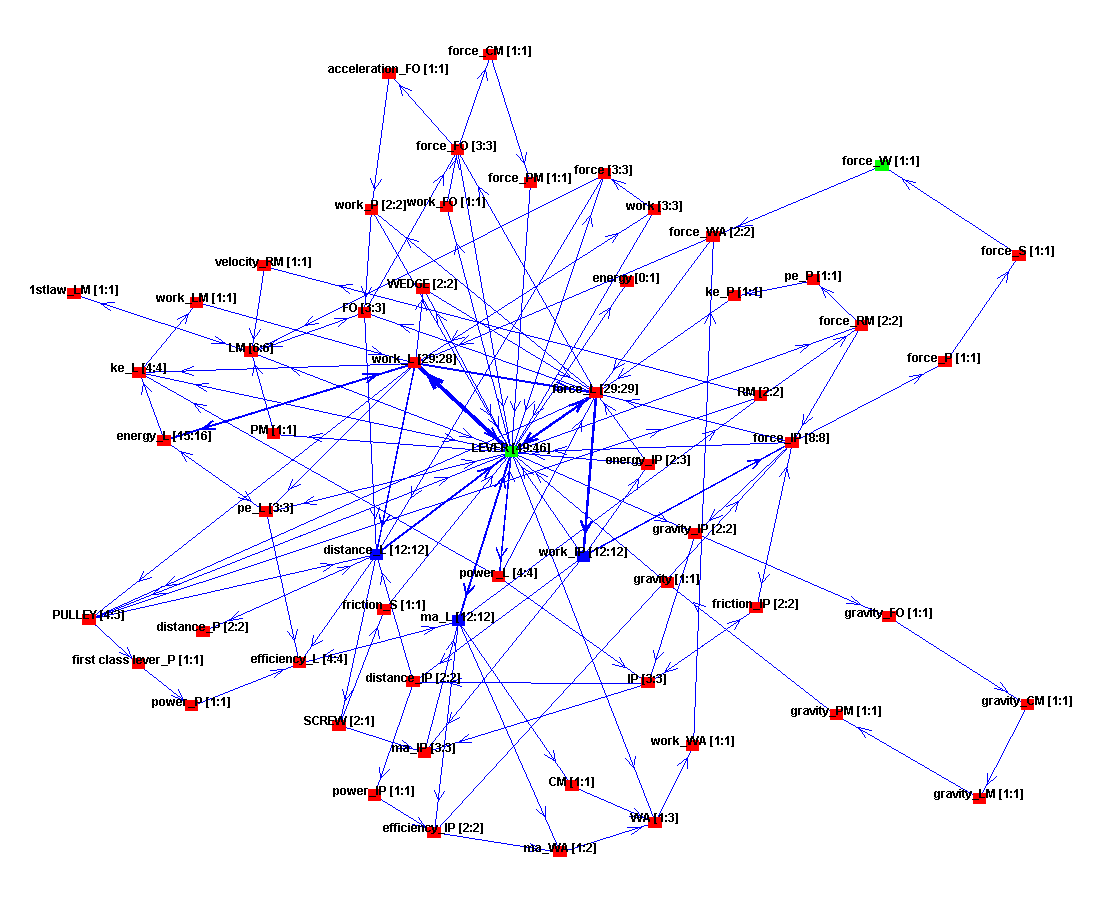 force_CM [1:1]
acceleration_FO [1:1]
force_FO [3:3]
force_W [1:1]
force [3:3]
force_PM [1:1]
work_P [2:2]
work_FO [1:1]
work [3:3]
force_WA [2:2]
force_S [1:1]
velocity_RM [1:1]
energy [0:1]
pe_P [1:1]
WEDGE [2:2]
1stlaw_LM [1:1]
work_LM [1:1]
ke_P [1:1]
FO [3:3]
force_RM [2:2]
LM [6:6]
work_L [29:28]
force_P [1:1]
ke_L [4:4]
force_L [29:29]
RM [2:2]
energy_L [15:16]
PM [1:1]
force_IP [8:8]
energy_IP [2:3]
pe_L [3:3]
gravity_IP [2:2]
distance_L [12:12]
work_IP [12:12]
power_L [4:4]
gravity [1:1]
PULLEY [4:3]
friction_S [1:1]
friction_IP [2:2]
distance_P [2:2]
ma_L [12:12]
gravity_FO [1:1]
first class lever_P [1:1]
efficiency_L [4:4]
distance_IP [2:2]
IP [3:3]
power_P [1:1]
gravity_CM [1:1]
SCREW [2:1]
gravity_PM [1:1]
ma_IP [3:3]
work_WA [1:1]
CM [1:1]
power_IP [1:1]
gravity_LM [1:1]
efficiency_IP [2:2]
WA [1:3]
ma_WA [1:2]